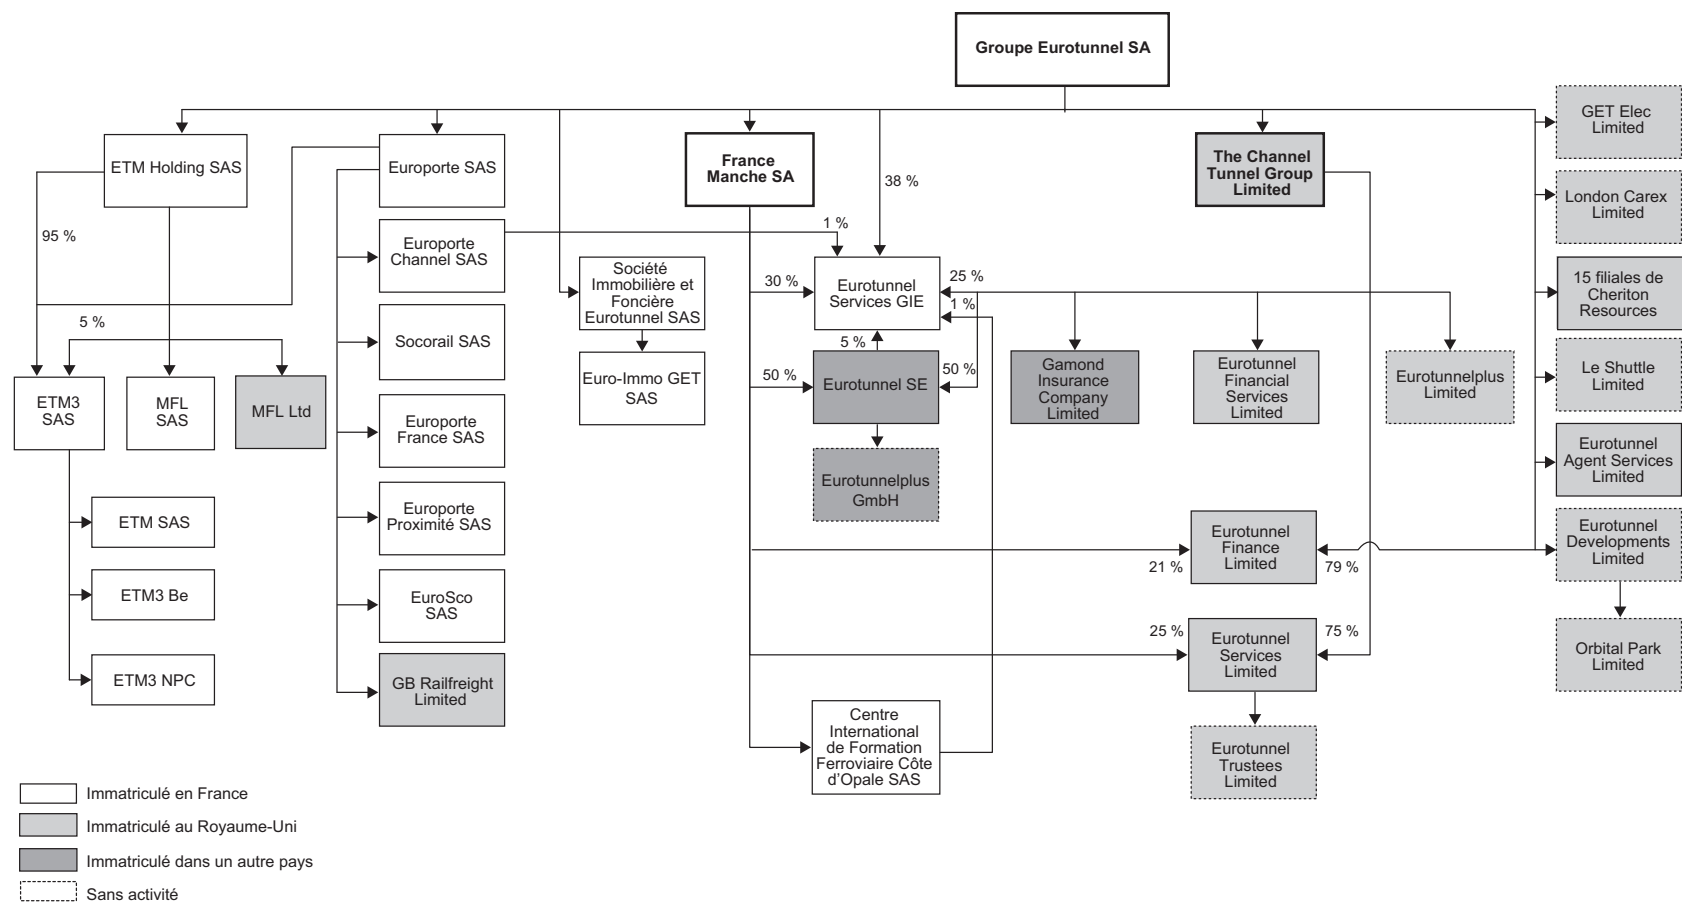 Groupe Eurotunnel SA
ETM Holding SAS
Europorte SAS
France
Manche SA
38 %
The Channel
Tunnel Group
Limited
GET Elec
Limited
London Carex
Limited
95 %
Europorte
Channel SAS
1 %
Société
Immobilière et
Foncière
Eurotunnel SAS
30 %
Eurotunnel
Services GIE
25 %
1 %
15 filiales de
Cheriton
Resources
5 %
Socorail SAS
Euro-Immo GET
SAS
50 %
5 %
Eurotunnel SE
50 %
Gamond
Insurance
Company
Limited
Eurotunnel
Financial
Services
Limited
Eurotunnelplus
Limited
Le Shuttle
Limited
ETM3
SAS
MFL
SAS
MFL Ltd
Europorte
France SAS
Eurotunnelplus
GmbH
Eurotunnel
Agent Services
Limited
ETM SAS
Europorte
Proximité SAS
Eurotunnel
Finance
Limited
21 %
79 %
Eurotunnel
Developments
Limited
ETM3 Be
EuroSco
SAS
25 %
Eurotunnel
Services
Limited
75 %
Orbital Park
Limited
ETM3 NPC
GB Railfreight
Limited
Centre
International
de Formation
Ferroviaire Côte
d’Opale SAS
Eurotunnel
Trustees
Limited
Immatriculé en France
Immatriculé au Royaume-Uni
Immatriculé dans un autre pays
Sans activité